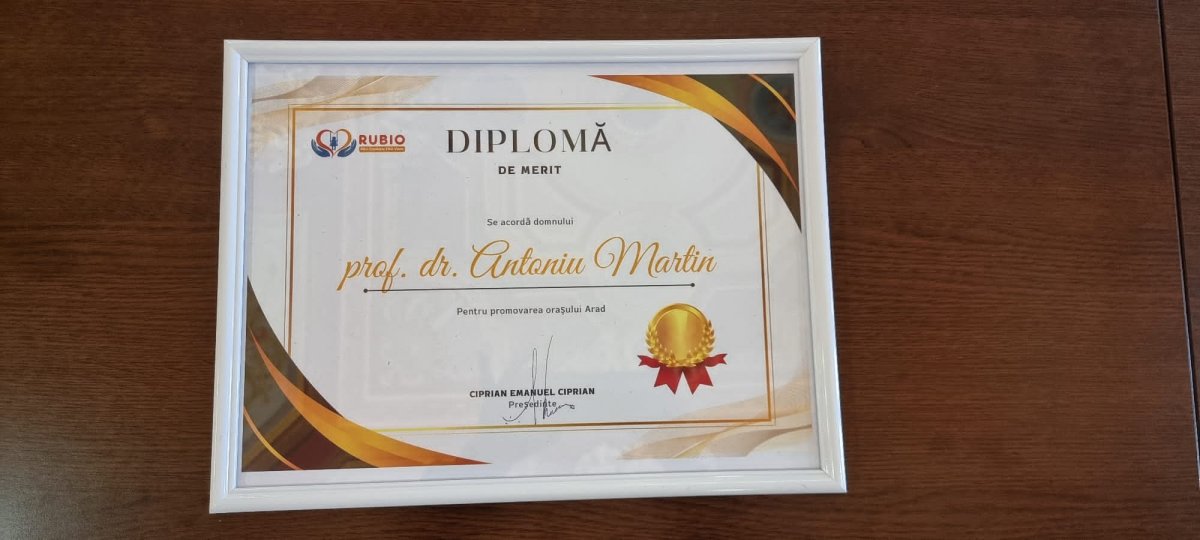 RUBIO
DIPLOMĂ
DE MERIT
Se acordă domnului
prof. dr. Antoniu Martin
Pentru promovarea orașului Arad
CIPRIAN EMANUEL CIPRIAN
Președinte